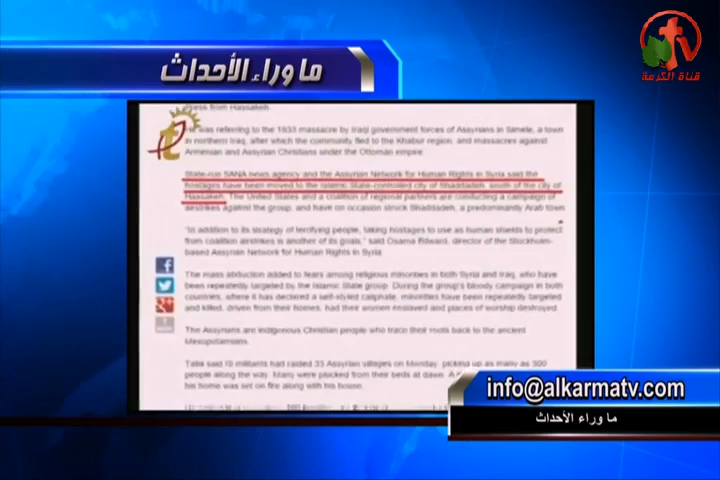 ما وراء الأحداث
قناة الكرمة
Press from Hassakeh
He was referring to the 1933 massacre by Iraqi government forces of Assyrians in Simele, a town
in northern Iraq, after which the community fled to the Khabur region, and massacres against
Armenian and Assyrian Christians under the Ottoman empire.
State-run SANA news agency and the Assyrian Network for Human Rights in Syria said the
hostages have been moved to the Islamic State-controlled city of Shaddadeh, south of the city of
Hassakeh. The United States and a coalition of regional partners are conducting a campaign of
airstrikes against the group, and have on occasion struck Shaddadeh, a predominantly Arab town
"In addition to its strategy of terrifying people, taking hostages to use as human shields to protect
from coalition airstrikes is another of its goals," said Osama Edward, director of the Stockholm-
based Assyrian Network for Human Rights in Syria
The mass abduction added to fears among religious minorities in both Syria and Iraq, who have
been repeatedly targeted by the Islamic State group. During the group's bloody campaign in both
countries, where it has declared a self-styled caliphate, minorities have been repeatedly targeted
and killed, driven from their homes, had their women enslaved and places of worship destroyed
The Assyrians are indigenous Christian people who trace their roots back to the ancient
Mesopotamians.
Talia said IS militants had raided 33 Assyrian villages on Monday, picking up as many as 300
people along the way. Many were plucked from their beds at dawn. A
his home was set on fire along with his house.
info@alkarmatv.com
ما وراء الأحداث